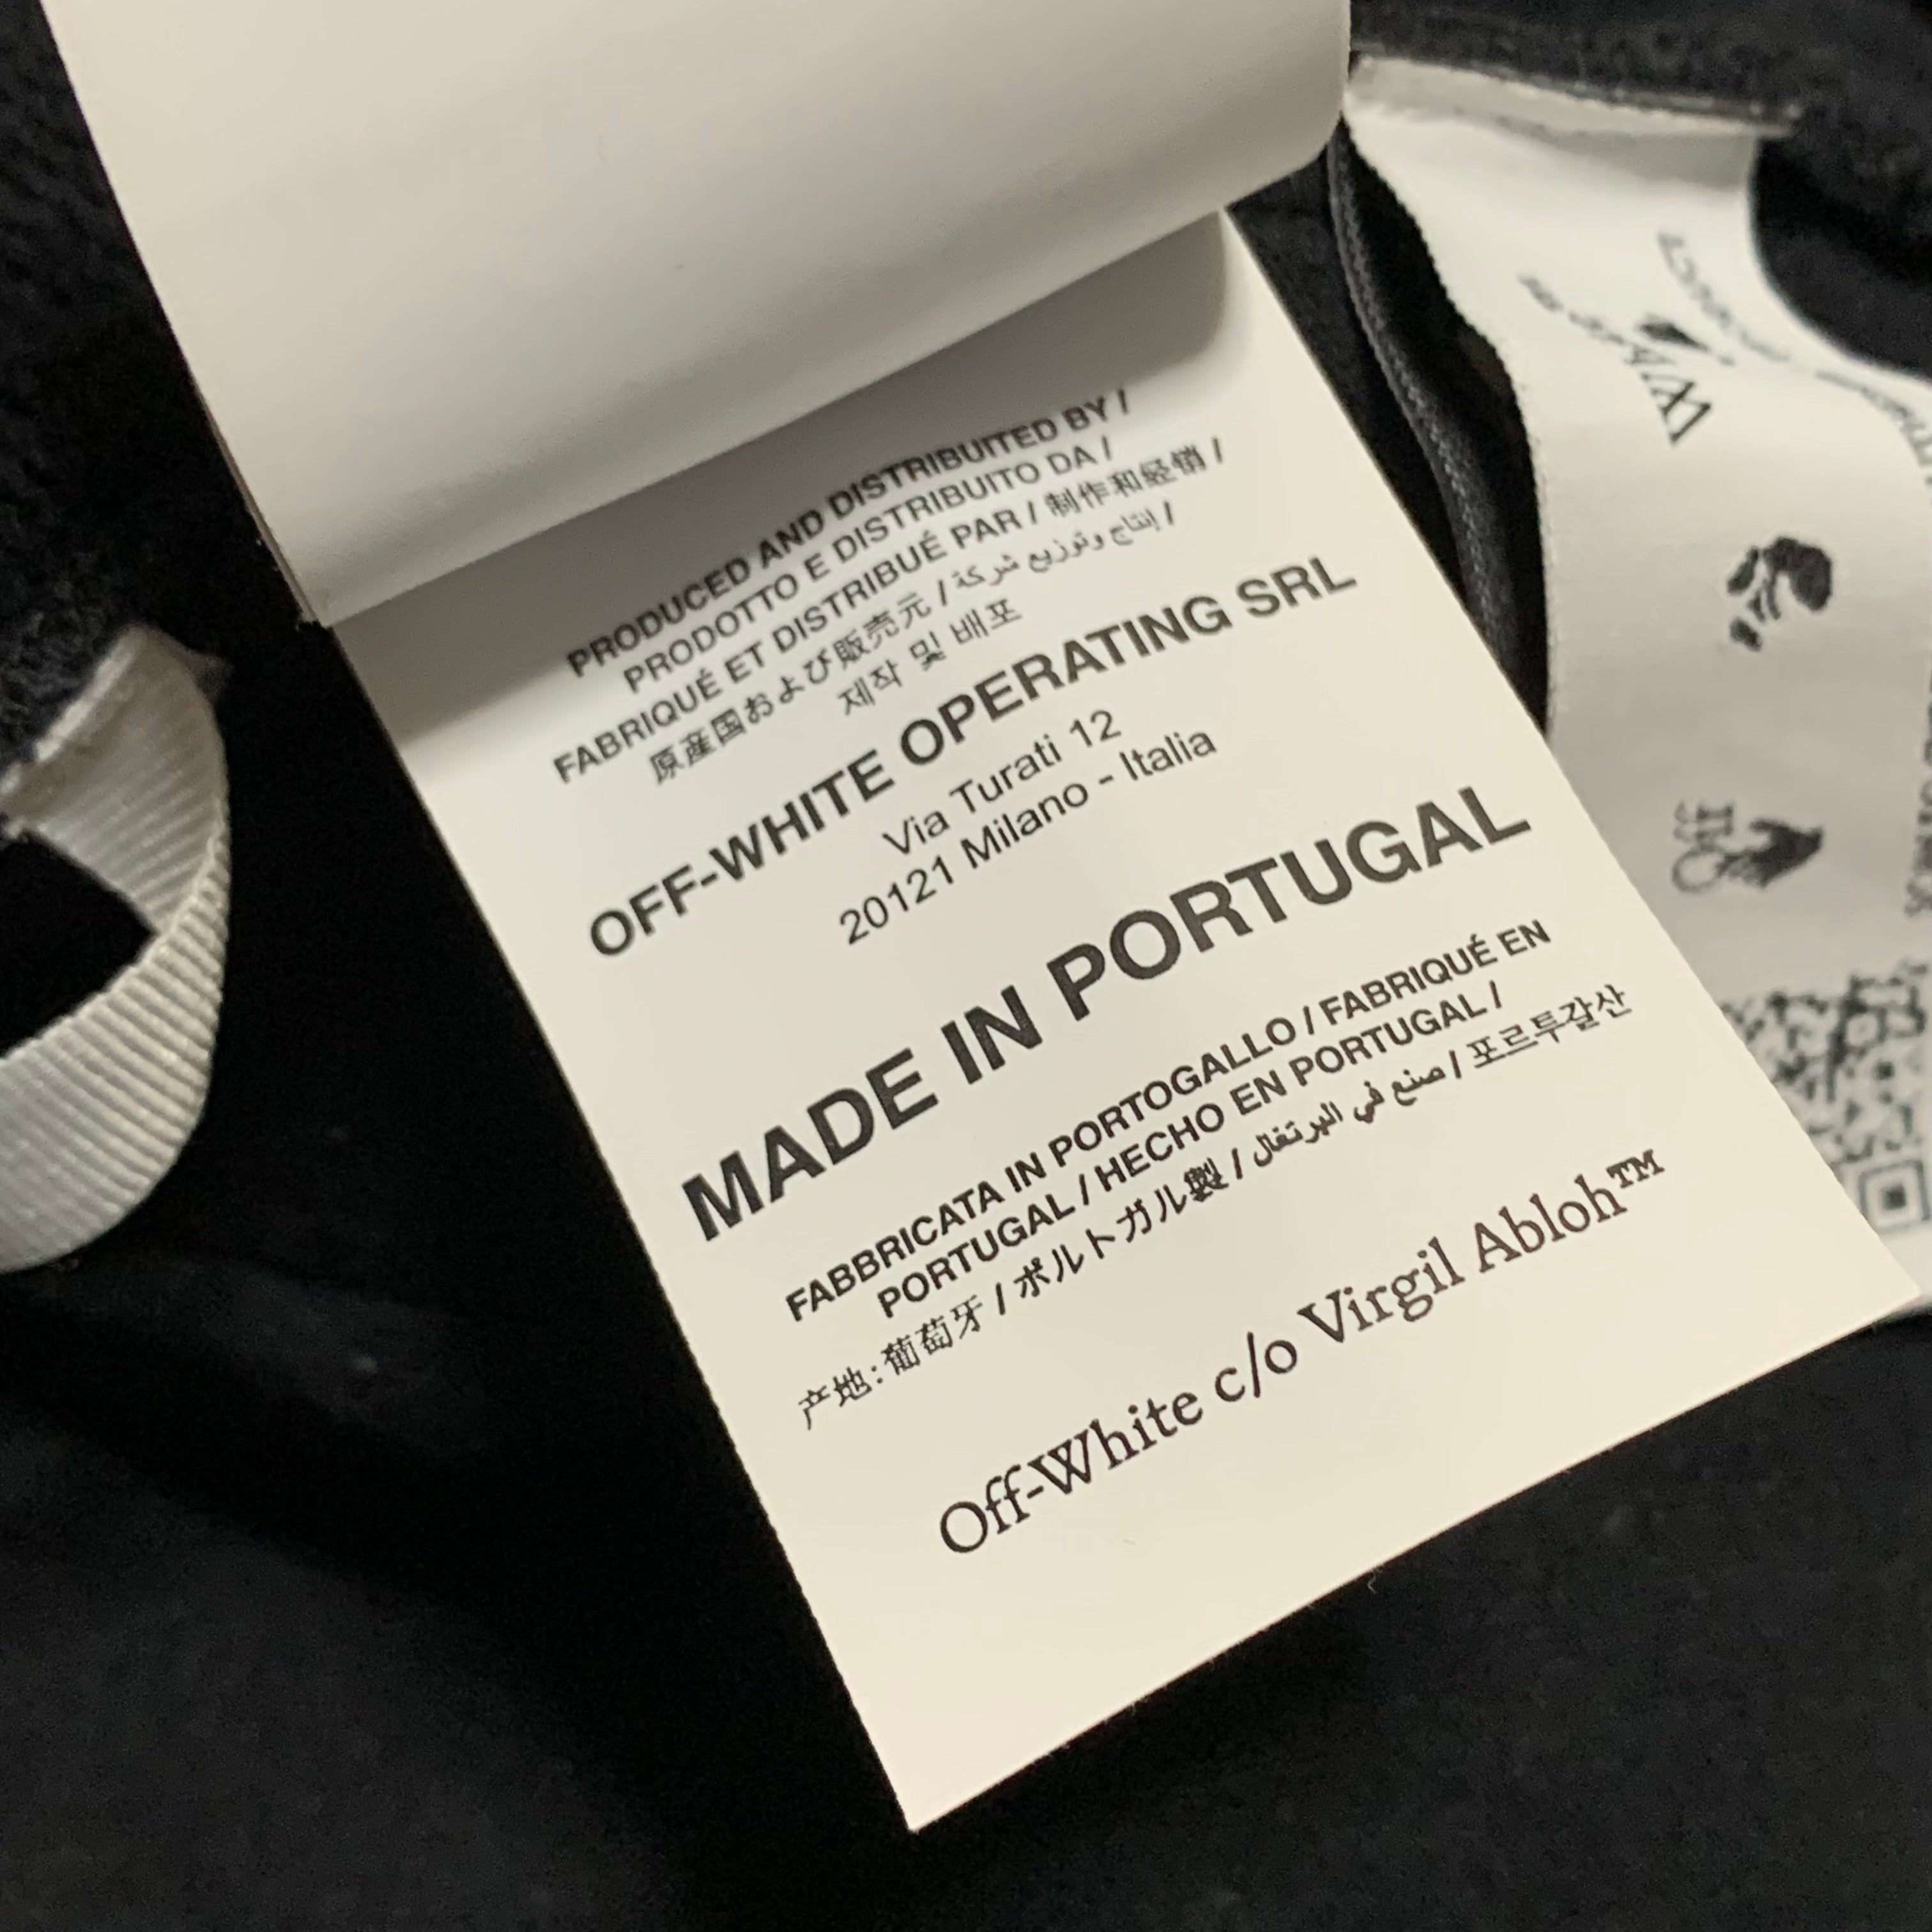 PRODUCED AND DISTRIBUITED BY /
PRODOTTO E DISTRIBUITO DA /
FABRIQUÉ ET DISTRIBUÉ PAR / 制作和经销 /
原産国および販売元 / إنتاج وتوزيع شركة /
제작 및 배포
OFF-WHITE OPERATING SRL
Via Turati 12
20121 Milano - Italia
MADE IN PORTUGAL
FABBRICATA IN PORTOGALLO / FABRIQUÉ EN
PORTUGAL / HECHO EN PORTUGAL /
产地:葡萄牙 / ポルトガル製 / صنع في البرتغال / 포르투갈산
Off-White c/o Virgil Abloh™